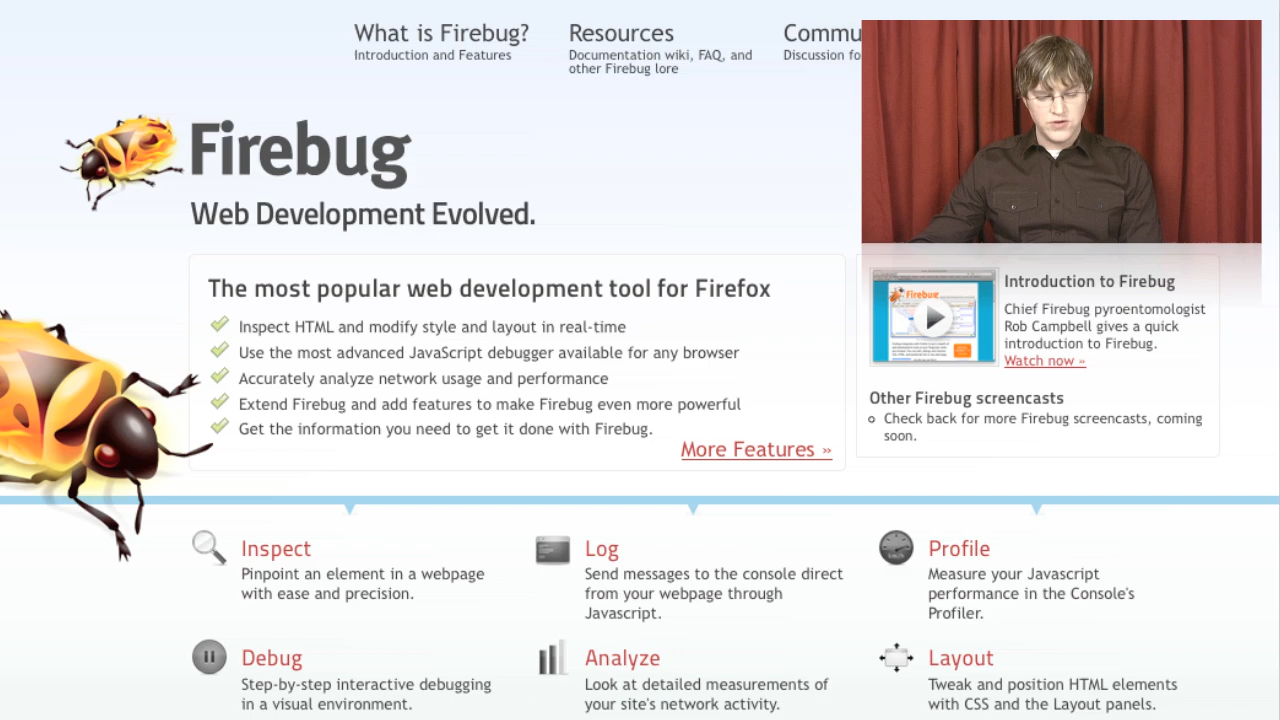 What is Firebug?
Introduction and Features
Resources
Documentation wiki, FAQ, and
other Firebug lore
Commu
Discussion fo
Firebug
Web Development Evolved.
The most popular web development tool for Firefox
Inspect HTML and modify style and layout in real-time
Use the most advanced JavaScript debugger available for any browser
Accurately analyze network usage and performance
Extend Firebug and add features to make Firebug even more powerful
Get the information you need to get it done with Firebug.
More Features »
Firebug
Introduction to Firebug
Chief Firebug pyroentomologist
Rob Campbell gives a quick
introduction to Firebug.
Watch now »
Other Firebug screencasts
Check back for more Firebug screencasts, coming
soon.
Inspect
Pinpoint an element in a webpage
with ease and precision.
Log
Send messages to the console direct
from your webpage through
Javascript.
Profile
Measure your Javascript
performance in the Console's
Profiler.
Debug
Step-by-step interactive debugging
in a visual environment.
Analyze
Look at detailed measurements of
your site's network activity.
Layout
Tweak and position HTML elements
with CSS and the Layout panels.